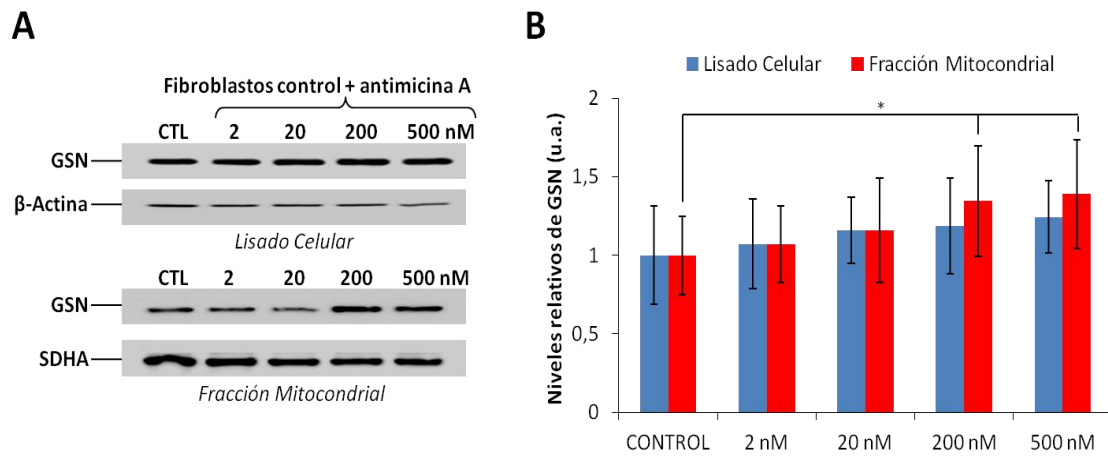 A
Fibroblastos control + antimicina A
CTL 2 20 200 500 nM
GSN
β-Actina
Lisado Celular
CTL 2 20 200 500 nM
GSN
SDHA
Fracción Mitocondrial
B
Lisado Celular Fracción Mitocondrial
Niveles relativos de GSN (u.a.)
2
1,5
1
0,5
0
*
CONTROL 2 nM 20 nM 200 nM 500 nM